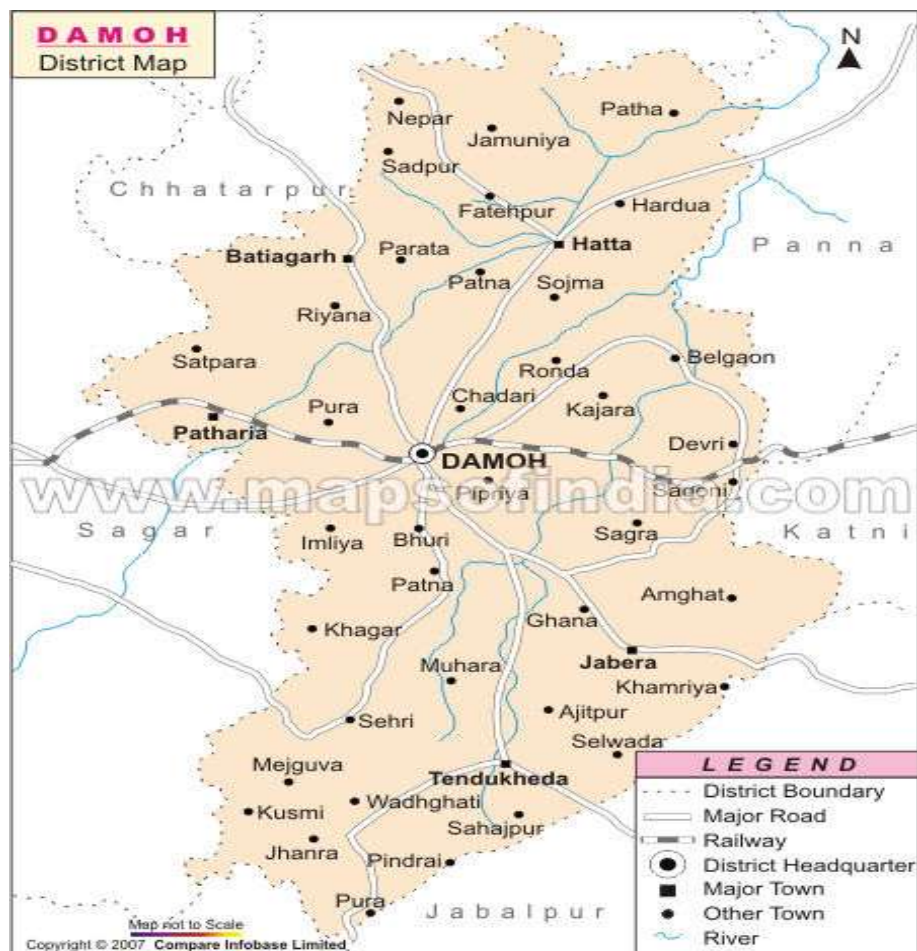 DAMOH
District Map
N
Nepar
Patha
Jamuniya
Sadpur
Chhatarpur
Fatehpur
Hardua
Batiagarh
Parata
Hatta
Panna
Patna
Sojma
Riyana
Satpara
Ronda
Belgaon
Pura
Chadari
Kajara
Patharia
DAMOH
Devri
www.mapsofindia.com
Pipriya
Sagoni
Sagar
Imliya
Bhuri
Sagra
Katni
Patna
Amghat
Khagar
Ghana
Muhara
Jabera
Khamriya
Sehri
Ajitpur
Selwada
Mejguva
Tendukheda
Kusmi
Wadhghati
Sahajpur
Jhanra
Pindrai
Pura
Jabalpur
LEGEND
District Boundary
Major Road
Railway
District Headquarter
Major Town
Other Town
River
Map not to Scale
Copyright © 2007 Compare Infobase Limited